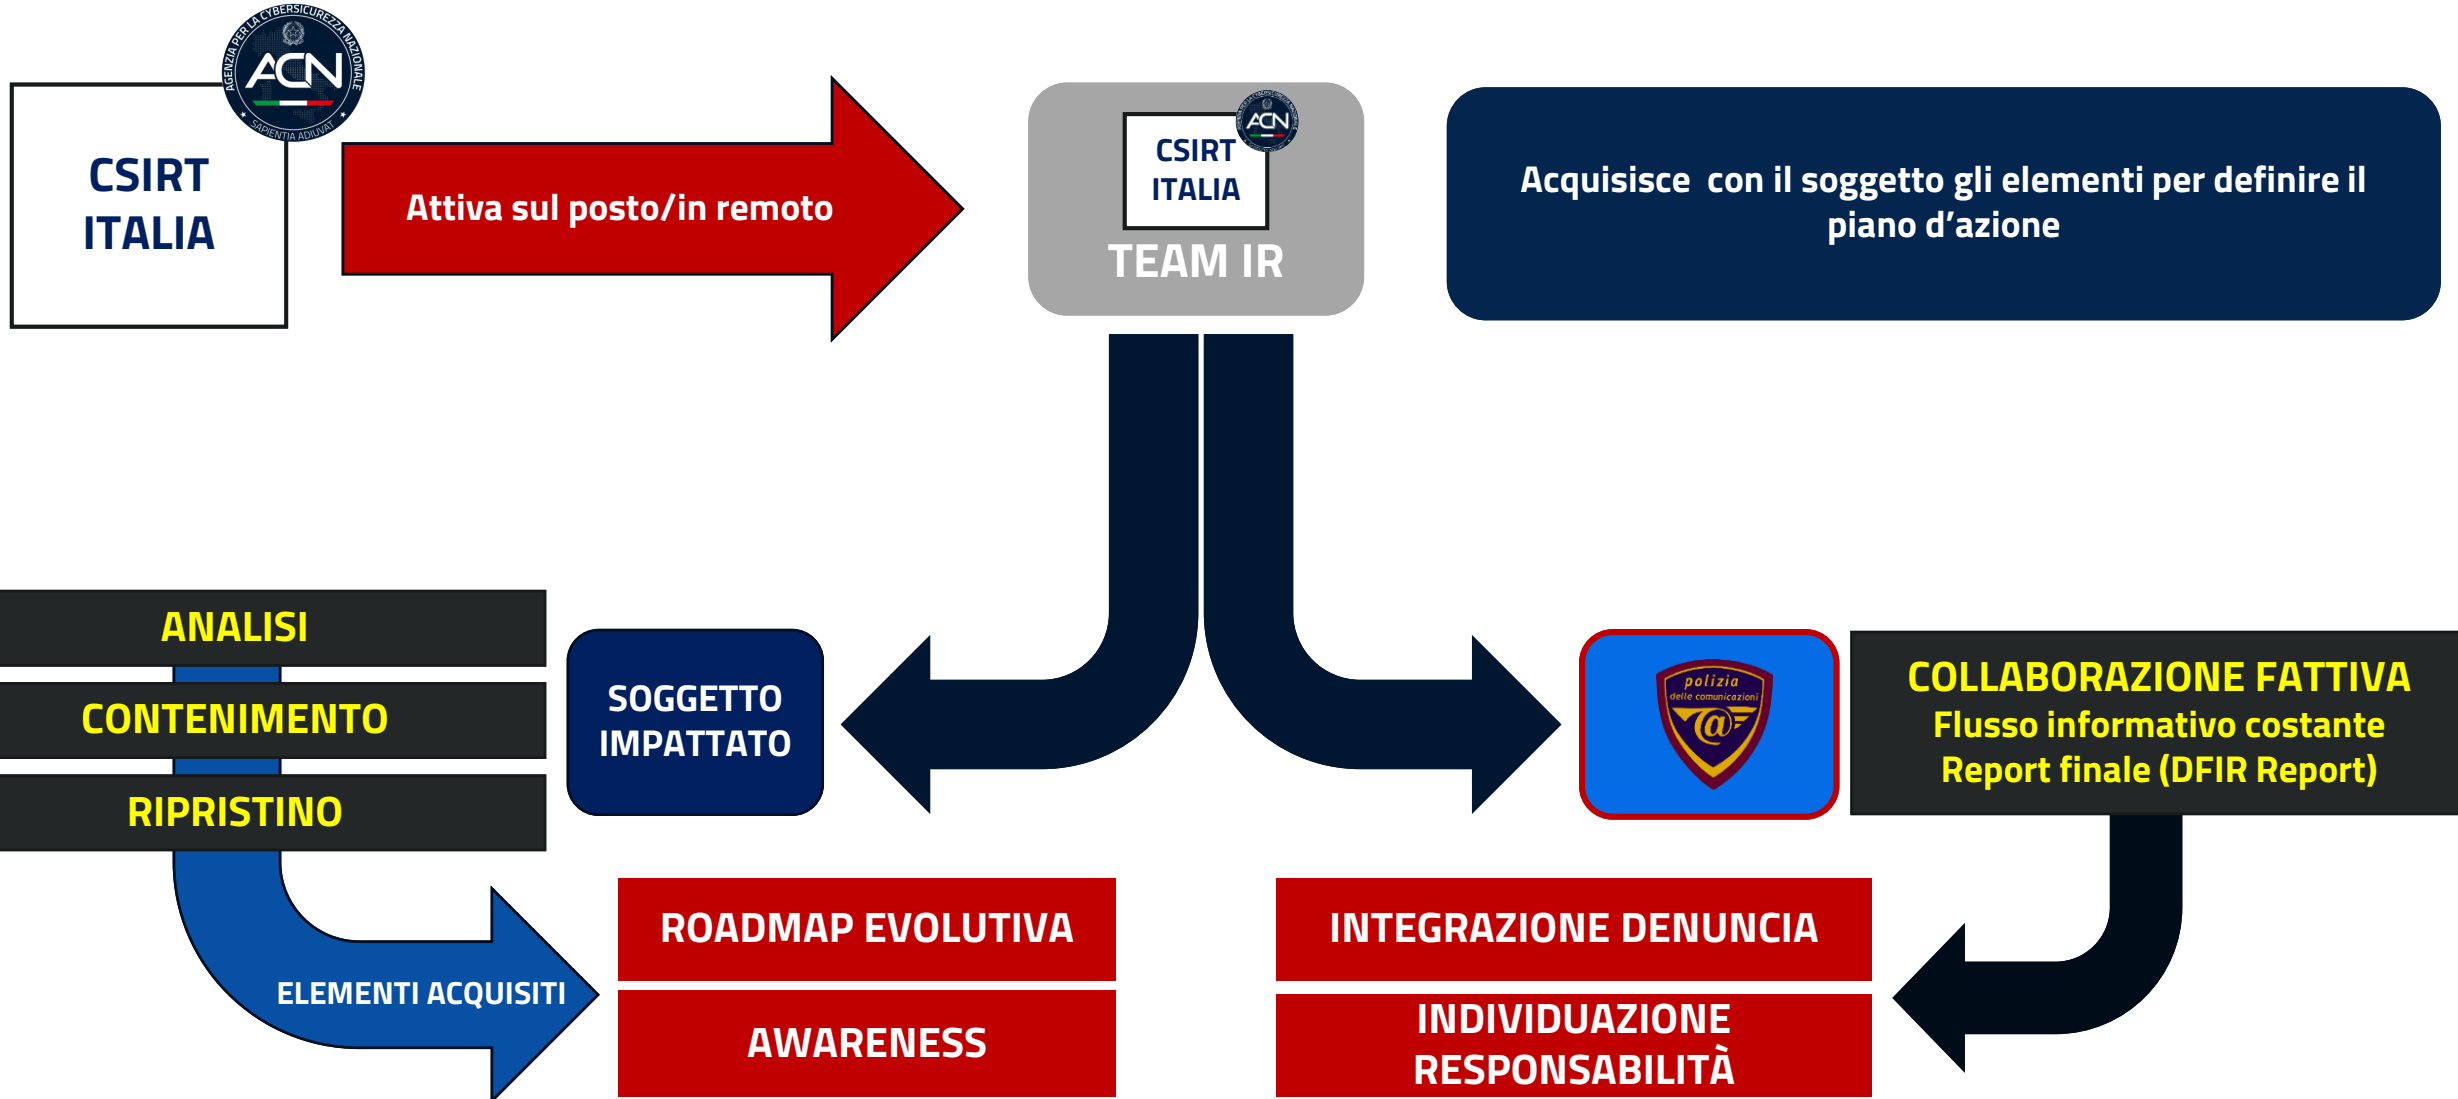 AGENZIA PER LA CYBERSICUREZZA NAZIONALE
ACN
SAPIENTIA ADIUVAT
CSIRT
ITALIA
Attiva sul posto/in remoto
ACN
CSIRT
ITALIA
TEAM IR
Acquisisce  con il soggetto gli elementi per definire il
piano d’azione
ANALISI
CONTENIMENTO
RIPRISTINO
SOGGETTO
IMPATTATO
polizia
delle comunicazioni
@
COLLABORAZIONE FATTIVA
Flusso informativo costante
Report finale (DFIR Report)
ELEMENTI ACQUISITI
ROADMAP EVOLUTIVA
AWARENESS
INTEGRAZIONE DENUNCIA
INDIVIDUAZIONE
RESPONSABILITÀ